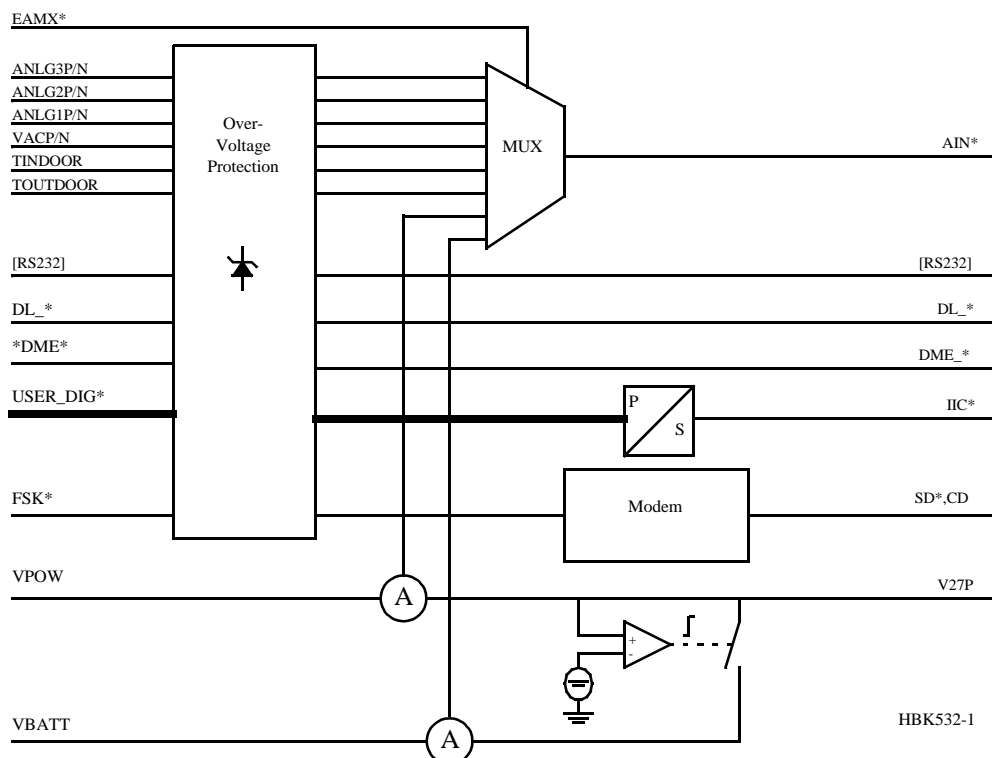 EAMX*
ANLG3P/N
ANLG2P/N
ANLG1P/N
VACP/N
TINDOOR
TOUTDOOR
Over-
Voltage
Protection
MUX
AIN*
[RS232]
[RS232]
DL_*
DL_*
*DME*
DME_*
USER_DIG*
P
S
IIC*
FSK*
Modem
SD*,CD
VPOW
A
V27P
+
-
VBATT
A
HBK532-1